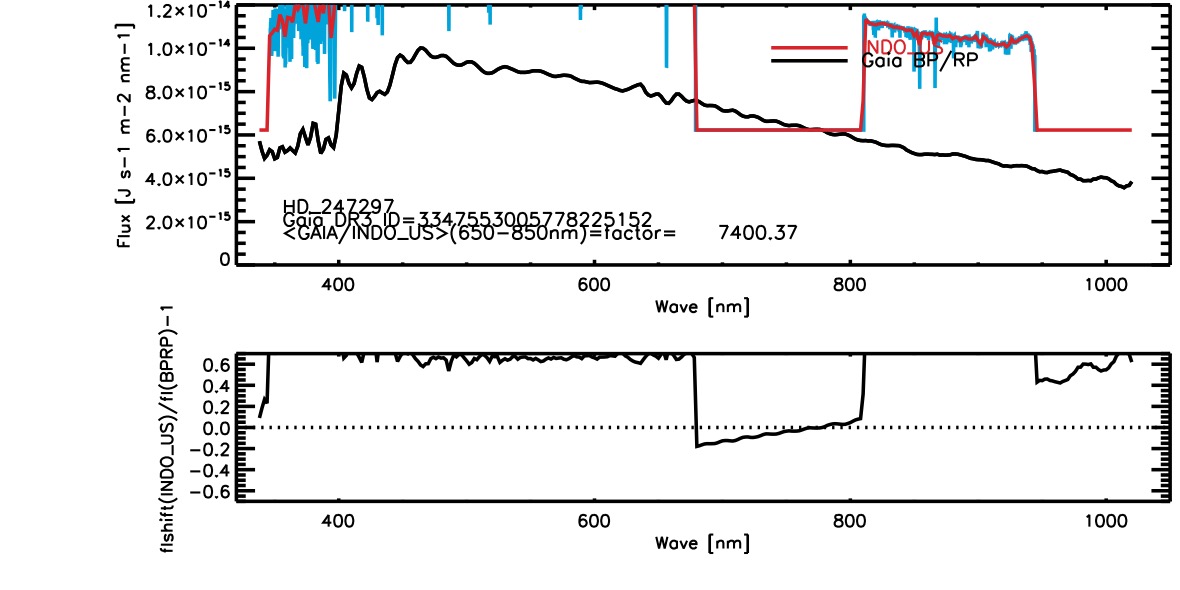 Flux [J s-1 m-2 nm-1]
1.2×10⁻¹⁴
1.0×10⁻¹⁴
8.0×10⁻¹⁵
6.0×10⁻¹⁵
4.0×10⁻¹⁵
2.0×10⁻¹⁵
0
INDO_US
Gaia BP/RP
HD_247297
Gaia DR3 ID=3347553005778225152
<GAIA/INDO_US>(650-850nm)=factor= 7400.37
400 600 800 1000
Wave [nm]
flshift(INDO_US)/fl(BPRP)-1
0.6
0.4
0.2
0.0
-0.2
-0.4
-0.6
400 600 800 1000
Wave [nm]